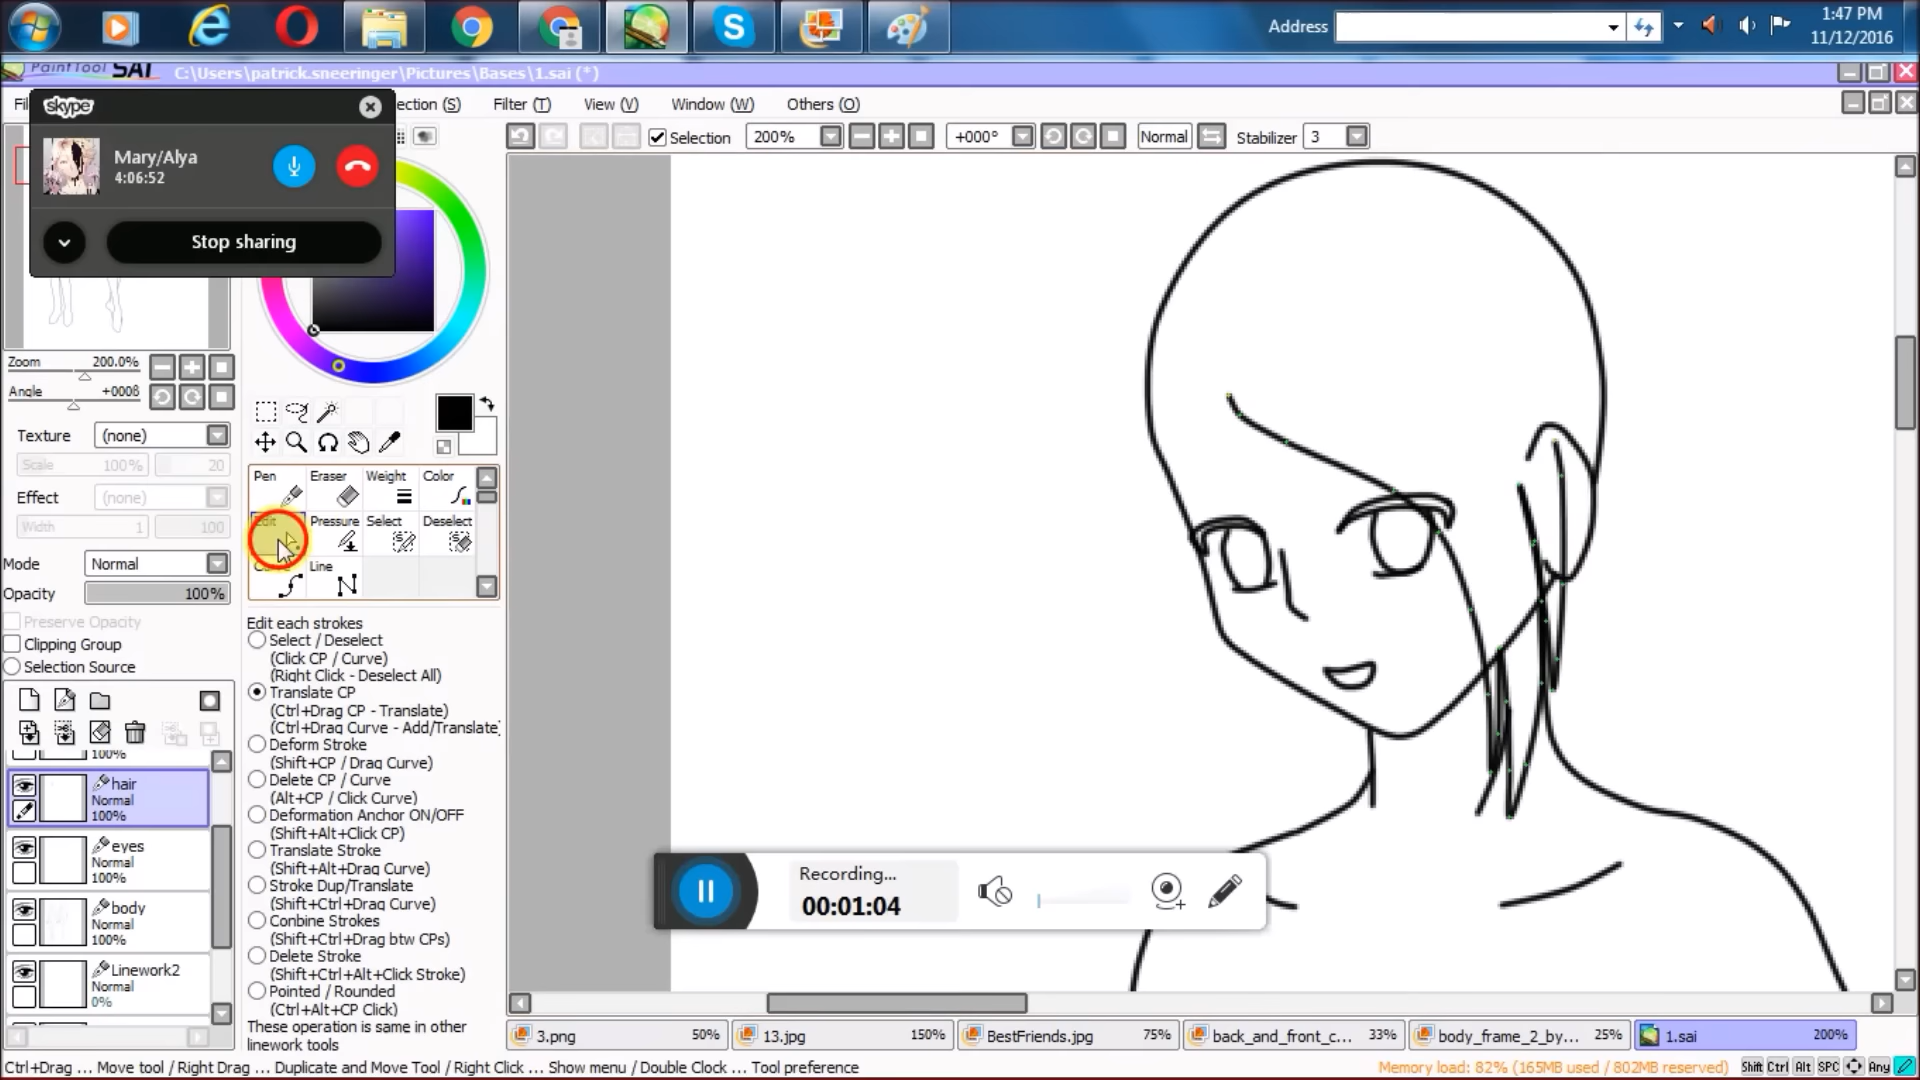 Address
1:47 PM
11/12/2016
PaintTool SAI
C:\Users\patrick.sneeringer\Pictures\Bases\1.sai (*)
skype
Mary/Alya
4:06:52
Stop sharing
Filter (T)
View (V)
Window (W)
Others (O)
Selection
200%
+000°
Normal
Stabilizer
3
Zoom
200.0%
Angle
Texture
(none)
Scale
100%
20
Effect
(none)
Width
1
100
Mode
Normal
Opacity
100%
Preserve Opacity
Clipping Group
Selection Source
100%
hair
Normal
100%
eyes
Normal
100%
body
Normal
100%
Linework2
Normal
0%
Pen
Eraser
Weight
Color
Edit
Pressure
Select
Deselect
Line
Edit each strokes
Select / Deselect
(Click CP / Curve)
(Right Click - Deselect All)
Translate CP
(Ctrl+Drag CP - Translate)
(Ctrl+Drag Curve - Add/Translate)
Deform Stroke
(Shift+CP / Drag Curve)
Delete CP / Curve
(Alt+CP / Click Curve)
Deformation Anchor ON/OFF
(Shift+Alt+Click CP)
Translate Stroke
(Shift+Alt+Drag Curve)
Stroke Dup/Translate
(Shift+Ctrl+Drag Curve)
Conbine Strokes
(Shift+Ctrl+Drag btw CPs)
Delete Stroke
(Shift+Ctrl+Alt+Click Stroke)
Pointed / Rounded
(Ctrl+Alt+CP Click)
These operation is same in other
linework tools
Recording...
00:01:04
3.png
50%
13.jpg
150%
BestFriends.jpg
75%
back_and_front_c...
33%
body_frame_2_by...
25%
1.sai
200%
Ctrl+Drag ... Move tool / Right Drag ... Duplicate and Move Tool / Right Click ... Show menu / Double Clock ... Tool preference
Memory load: 82% (165MB used / 802MB reserved)
Shift Ctrl Alt SPC Any